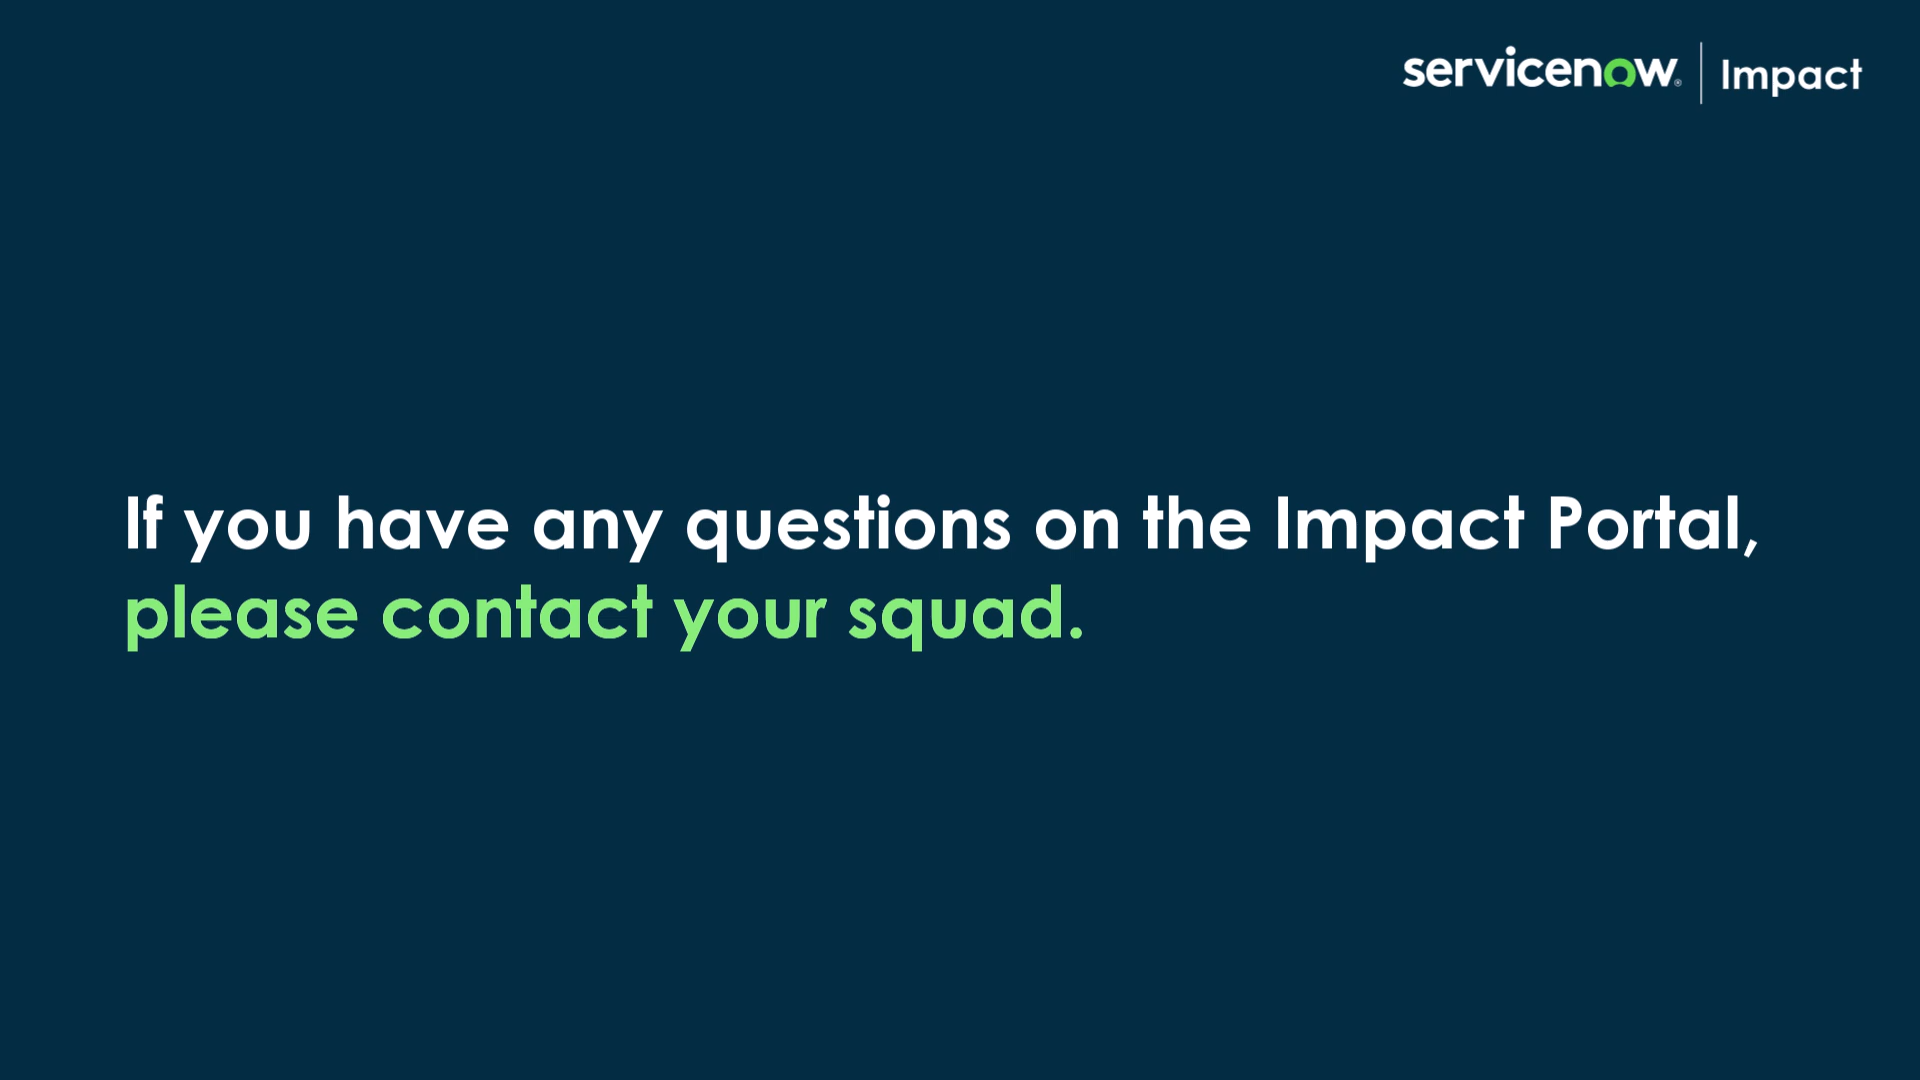 servicenow® | Impact
If you have any questions on the Impact Portal,
please contact your squad.